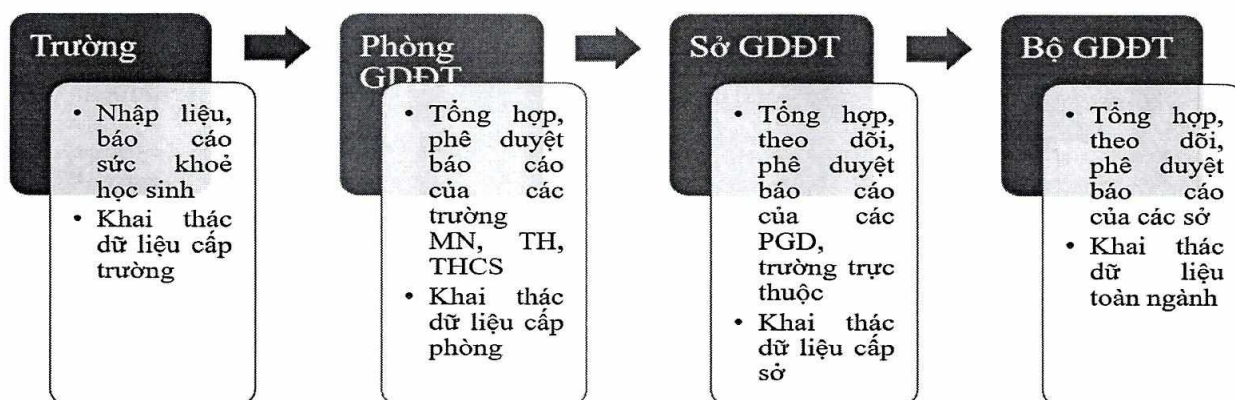 Trường
• Nhập liệu,
báo cáo
sức khoẻ
học sinh
• Khai thác
dữ liệu cấp
trường
Phòng
GDĐT
• Tổng hợp,
phê duyệt
báo cáo
của các
trường
MN, TH,
THCS
• Khai thác
dữ liệu cấp
phòng
Sở GDĐT
• Tổng hợp,
theo dõi,
phê duyệt
báo cáo
của các
PGD,
trường trực
thuộc
• Khai thác
dữ liệu cấp
sở
Bộ GDĐT
• Tổng hợp,
theo dõi,
phê duyệt
báo cáo
của các sở
• Khai thác
dữ liệu
toàn ngành